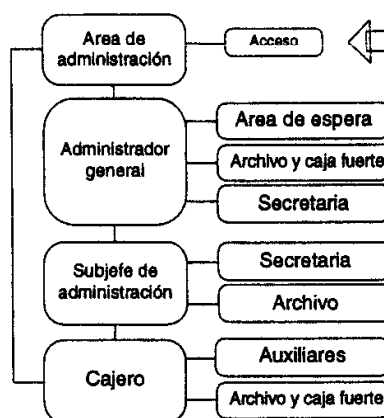 Area de
administración
Acceso
Administrador
general
Area de espera
Archivo y caja fuerte
Secretaria
Subjefe de
administración
Secretaria
Archivo
Cajero
Auxiliares
Archivo y caja fuerte